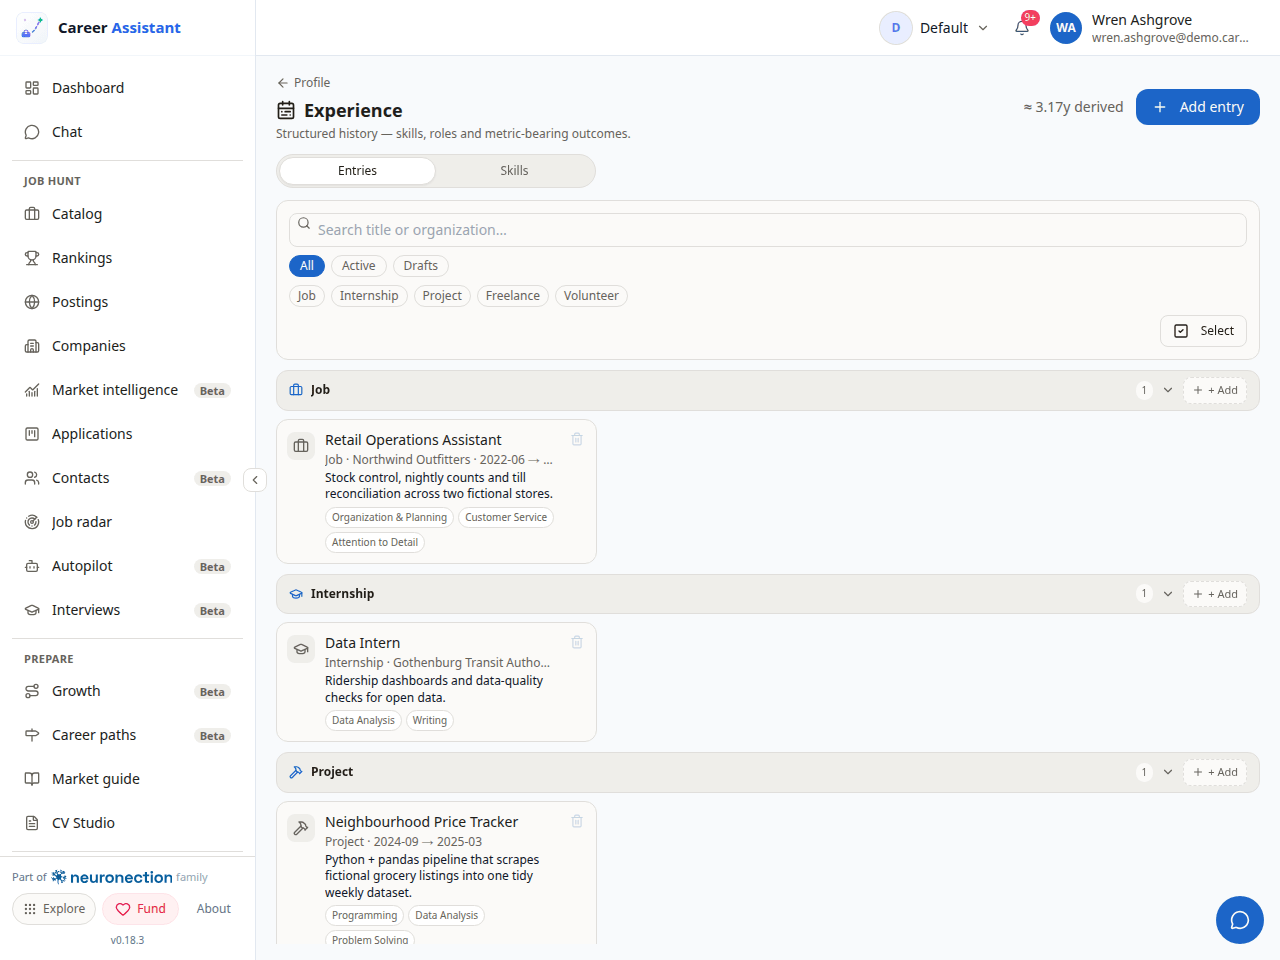 Career Assistant
D
Default
9+
WA
Wren Ashgrove
wren.ashgrove@demo.car...
Dashboard
Chat
JOB HUNT
Catalog
Rankings
Postings
Companies
Market intelligence
Beta
Applications
Contacts
Beta
Job radar
Autopilot
Beta
Interviews
Beta
PREPARE
Growth
Beta
Career paths
Beta
Market guide
CV Studio
Part of neuronection family
Explore
Fund
About
v0.18.3
Profile
Experience
Structured history — skills, roles and metric-bearing outcomes.
≈ 3.17y derived
Add entry
Entries
Skills
Search title or organization...
All
Active
Drafts
Job
Internship
Project
Freelance
Volunteer
Select
Job
1
+ Add
Retail Operations Assistant
Job · Northwind Outfitters · 2022-06 → ...
Stock control, nightly counts and till
reconciliation across two fictional stores.
Organization & Planning
Customer Service
Attention to Detail
Internship
1
+ Add
Data Intern
Internship · Gothenburg Transit Autho...
Ridership dashboards and data-quality
checks for open data.
Data Analysis
Writing
Project
1
+ Add
Neighbourhood Price Tracker
Project · 2024-09 → 2025-03
Python + pandas pipeline that scrapes
fictional grocery listings into one tidy
weekly dataset.
Programming
Data Analysis
Problem Solving